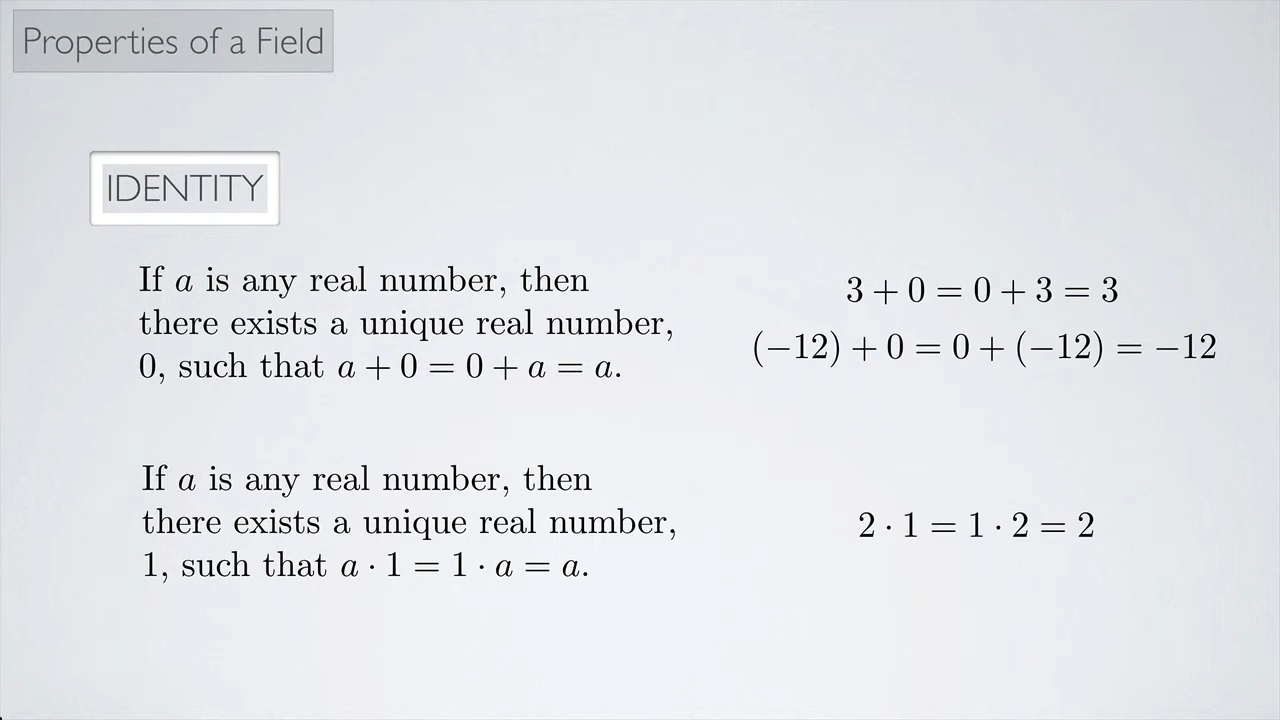 Properties of a Field
IDENTITY
If a is any real number, then
there exists a unique real number,
0, such that a + 0 = 0 + a = a.
3 + 0 = 0 + 3 = 3
(−12) + 0 = 0 + (−12) = −12
If a is any real number, then
there exists a unique real number,
1, such that a · 1 = 1 · a = a.
2 · 1 = 1 · 2 = 2